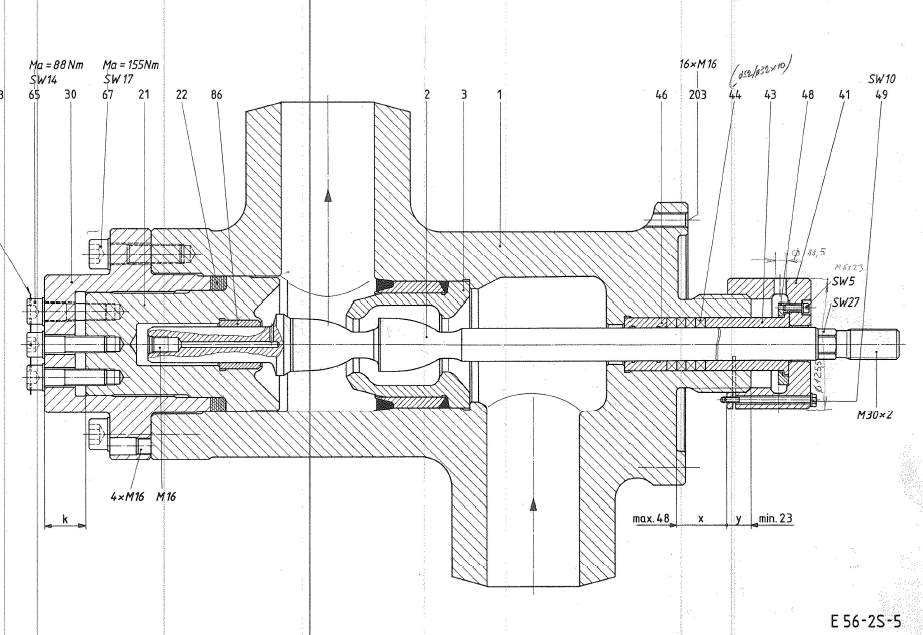 Ma = 88 Nm Ma = 155Nm 16×M16
SW14 SW17 SW10
65 30 67 21 22 86 2 3 1 46 203 44 43 48 41 49
SW5
SW27
M30×2
4×M16 M16
k max. 48 x y min. 23
E 56-2S-5